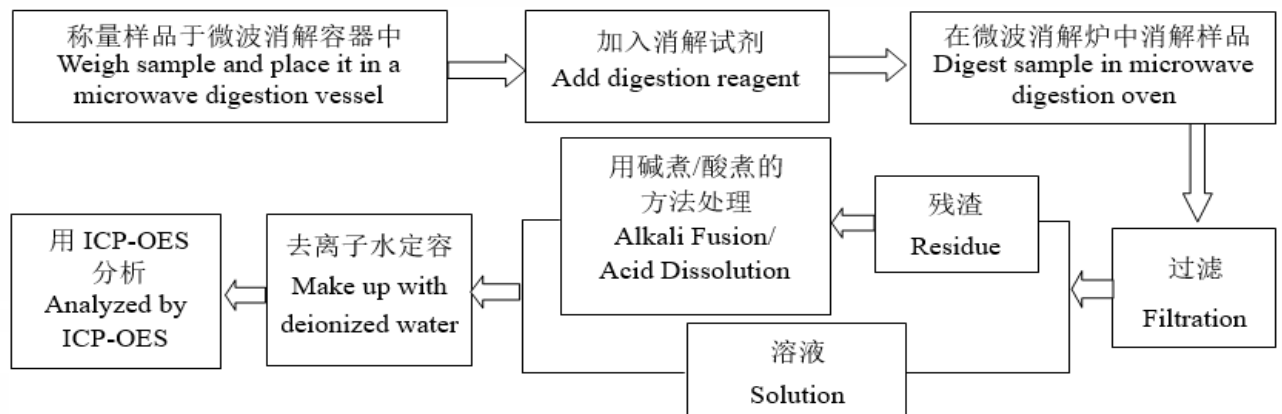 称量样品于微波消解容器中
Weigh sample and place it in a
microwave digestion vessel
加入消解试剂
Add digestion reagent
在微波消解炉中消解样品
Digest sample in microwave
digestion oven
过滤
Filtration
残渣
Residue
用碱煮/酸煮的
方法处理
Alkali Fusion/
Acid Dissolution
溶液
Solution
去离子水定容
Make up with
deionized water
用 ICP-OES
分析
Analyzed by
ICP-OES